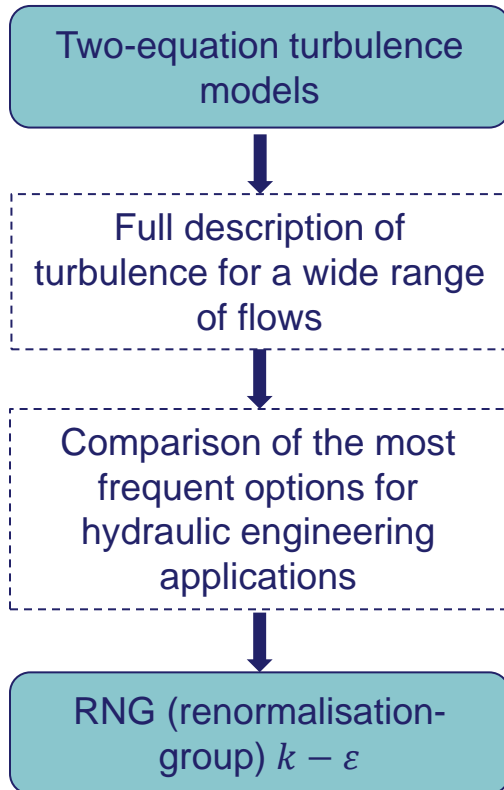 Two-equation turbulence
models
Full description of
turbulence for a wide range
of flows
Comparison of the most
frequent options for
hydraulic engineering
applications
RNG (renormalisation-
group) k − ε